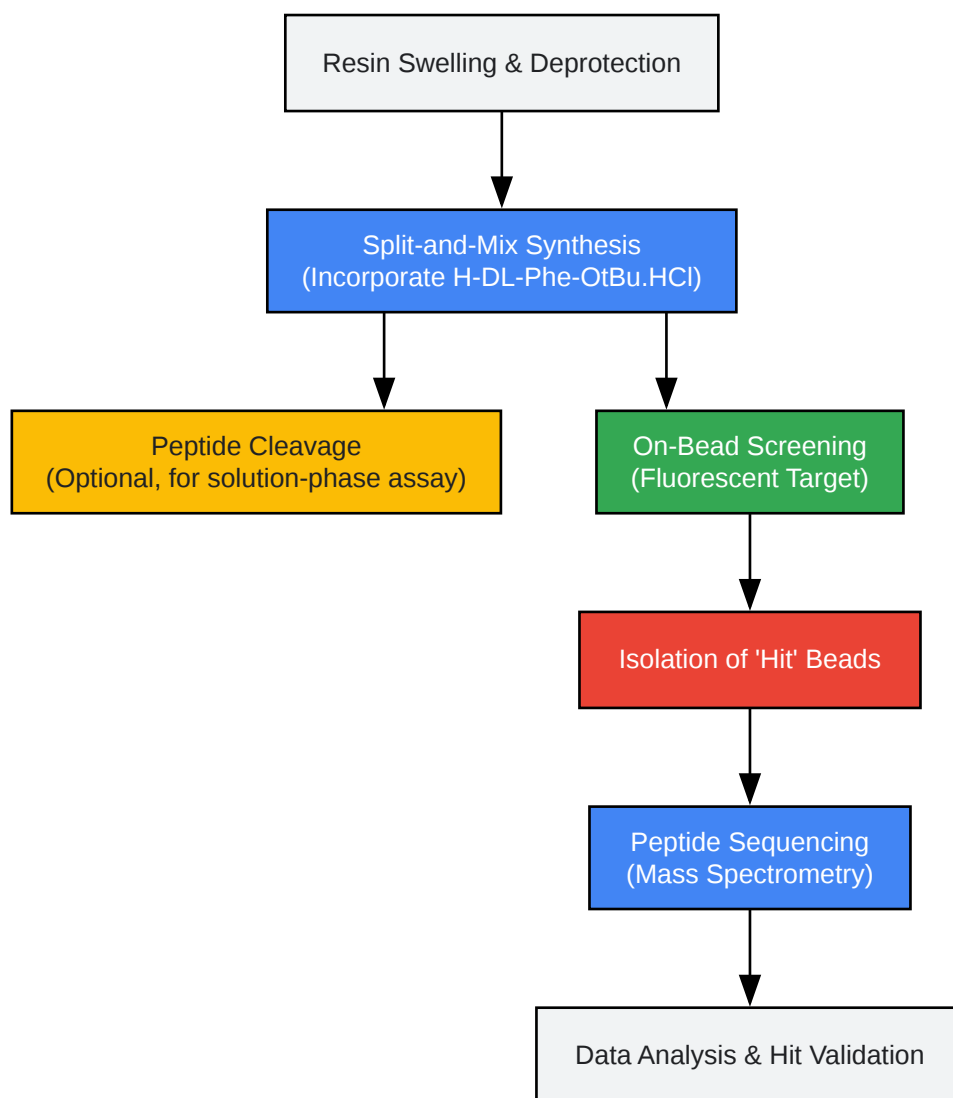 Resin Swelling & Deprotection
Split-and-Mix Synthesis
(Incorporate H-DL-Phe-OtBu.HCl)
Peptide Cleavage
(Optional, for solution-phase assay)
On-Bead Screening
(Fluorescent Target)
Isolation of 'Hit' Beads
Peptide Sequencing
(Mass Spectrometry)
Data Analysis & Hit Validation